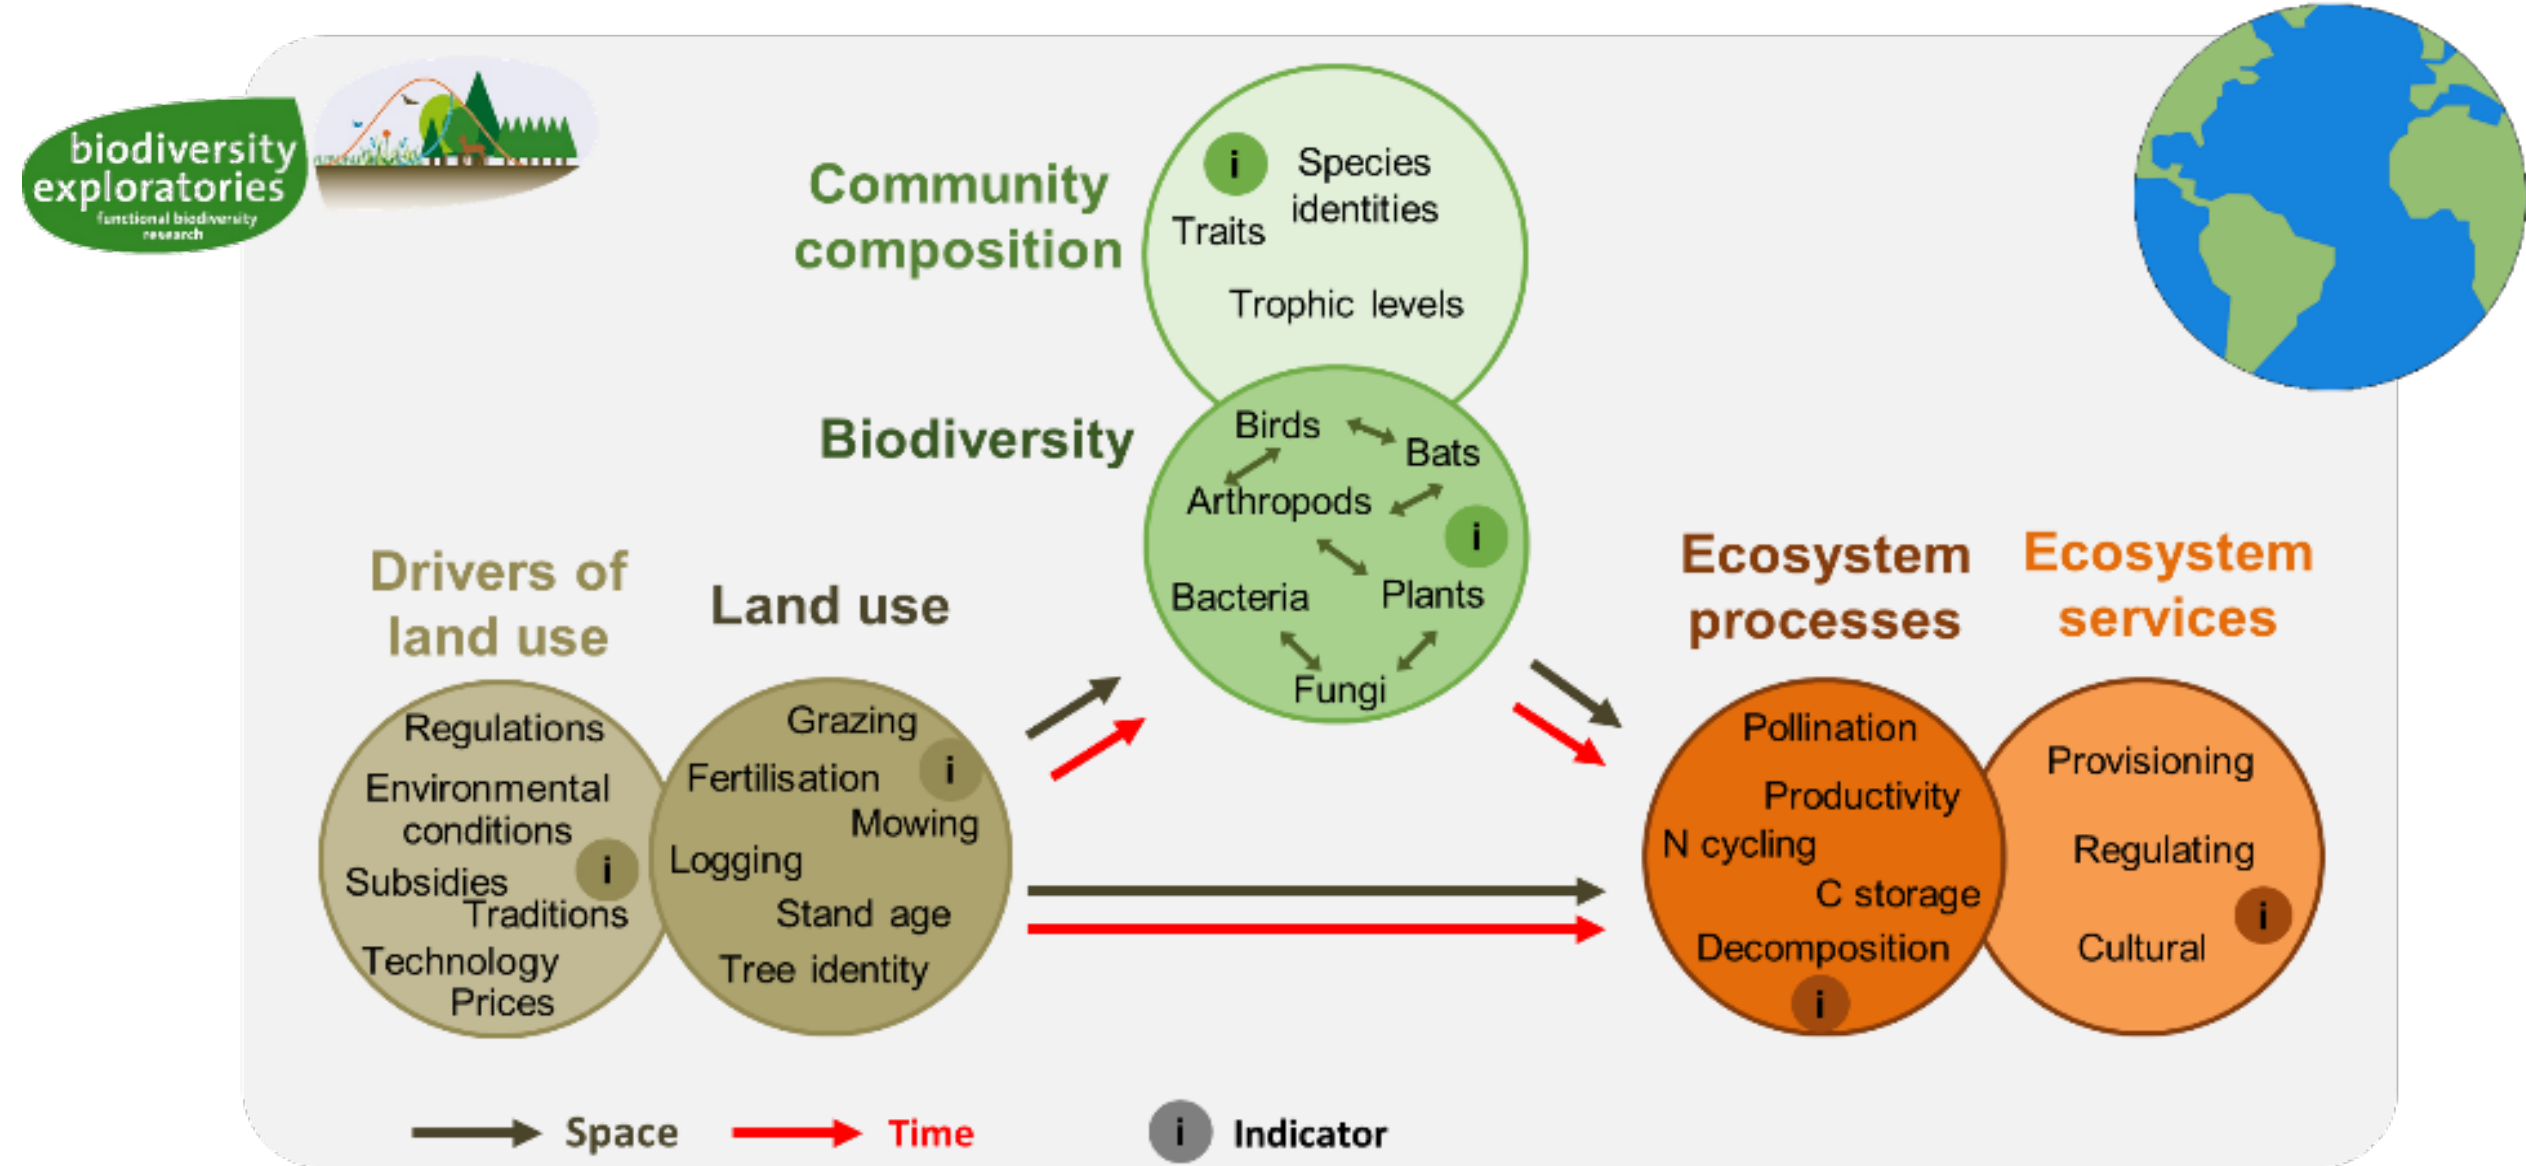 biodiversity
exploratories
functional biodiversity
research
Community
composition
i
Species
identities
Traits
Trophic levels
Biodiversity
Birds
Bats
Arthropods
i
Bacteria
Plants
Fungi
Drivers of
land use
Regulations
Environmental
conditions
i
Subsidies
Traditions
Technology
Prices
Land use
Grazing
i
Fertilisation
Mowing
Logging
Stand age
Tree identity
Ecosystem
processes
Pollination
Productivity
N cycling
C storage
Decomposition
i
Ecosystem
services
Provisioning
Regulating
i
Cultural
Space
Time
i Indicator